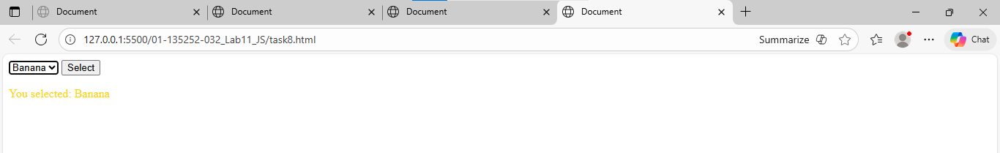 Document Document Document Document
127.0.0.1:5500/01-135252-032_Lab11_JS/task8.html Summarize Chat
Banana Select
You selected: Banana